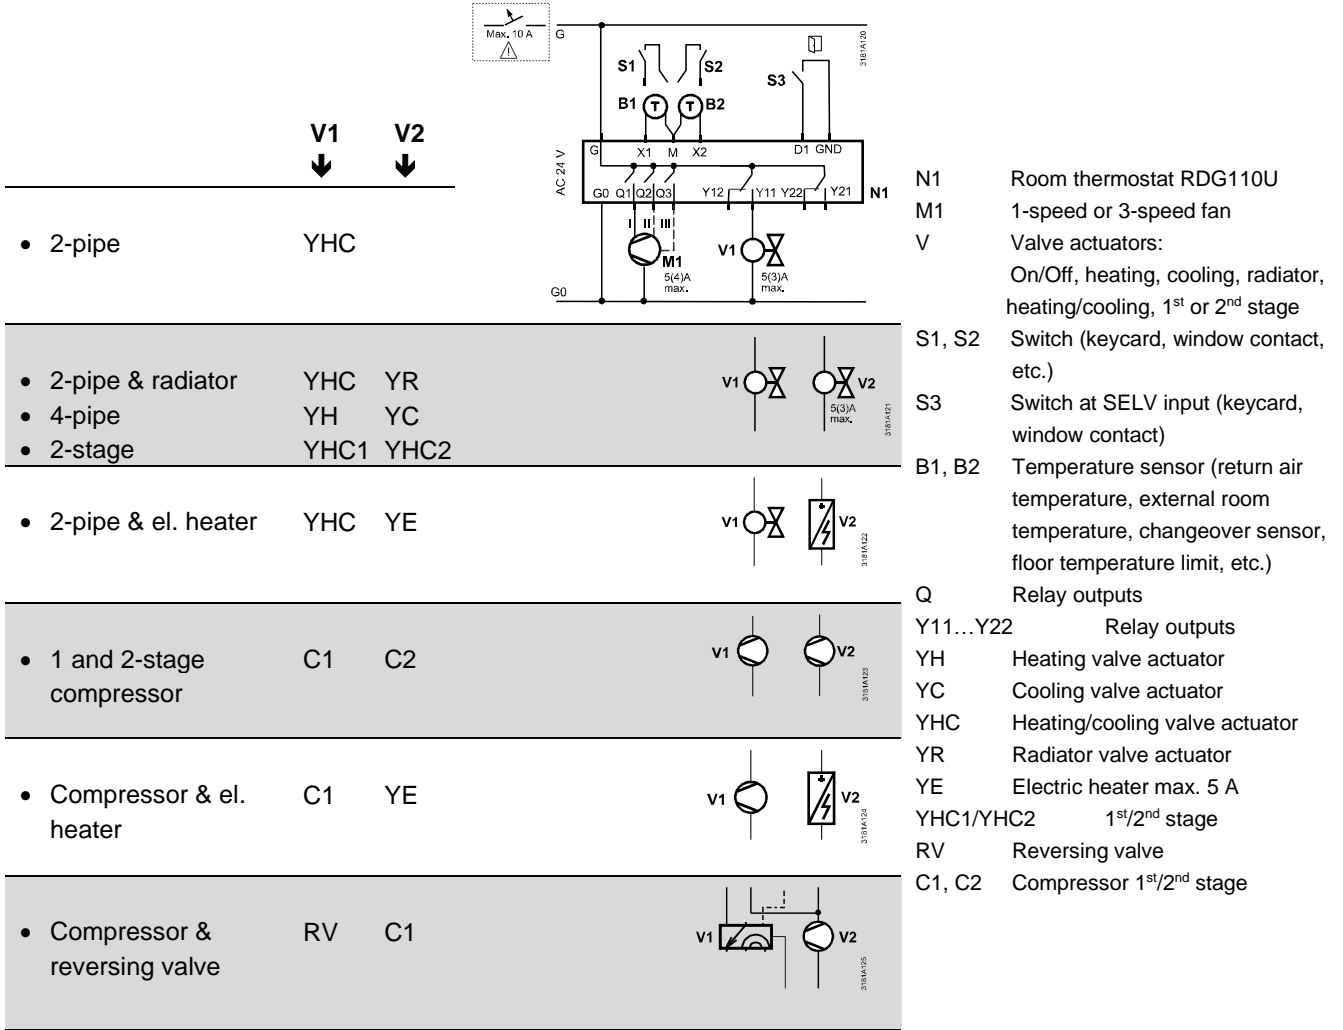 Max. 10 A
G
3181A120
S1 S2
S3
B1 T T B2
V1 V2
AC 24 V
G X1 M X2 D1 GND
G0 Q1 Q2 Q3 Y12 Y11 Y22 Y21
N1
I II III
M1
5(4)A
max.
V1
5(3)A
max.
G0
• 2-pipe YHC
• 2-pipe & radiator YHC YR
• 4-pipe YH YC
• 2-stage YHC1 YHC2
V1 V2
5(3)A
max.
3181A121
• 2-pipe & el. heater YHC YE
V1 V2
3181A122
• 1 and 2-stage C1 C2
compressor
V1 V2
3181A123
• Compressor & el. C1 YE
heater
V1 V2
3181A124
• Compressor & RV C1
reversing valve
V1 V2
3181A125
N1 Room thermostat RDG110U
M1 1-speed or 3-speed fan
V Valve actuators:
On/Off, heating, cooling, radiator,
heating/cooling, 1st or 2nd stage
S1, S2 Switch (keycard, window contact,
etc.)
S3 Switch at SELV input (keycard,
window contact)
B1, B2 Temperature sensor (return air
temperature, external room
temperature, changeover sensor,
floor temperature limit, etc.)
Q Relay outputs
Y11…Y22 Relay outputs
YH Heating valve actuator
YC Cooling valve actuator
YHC Heating/cooling valve actuator
YR Radiator valve actuator
YE Electric heater max. 5 A
YHC1/YHC2 1st/2nd stage
RV Reversing valve
C1, C2 Compressor 1st/2nd stage